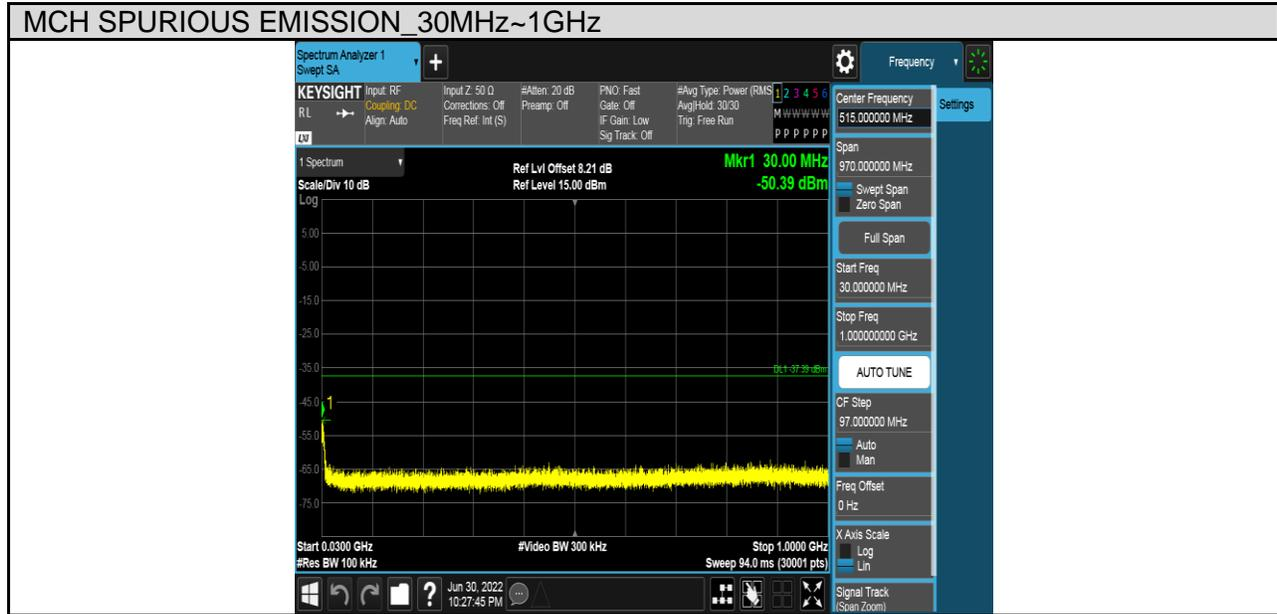 MCH SPURIOUS EMISSION_30MHz~1GHz
Spectrum Analyzer 1
Swept SA
+
Frequency
KEYSIGHT
RL
LXI
Input: RF
Coupling: DC
Align: Auto
Input Z: 50 Ω
Corrections: Off
Freq Ref: Int (S)
#Atten: 20 dB
Preamp: Off
PNO: Fast
Gate: Off
IF Gain: Low
Sig Track: Off
#Avg Type: Power (RMS
Avg|Hold: 30/30
Trig: Free Run
1 2 3 4 5 6
M W W W W W
P P P P P P
1 Spectrum
Scale/Div 10 dB
Ref Lvl Offset 8.21 dB
Ref Level 15.00 dBm
Mkr1 30.00 MHz
-50.39 dBm
Log
5.00
-5.00
-15.0
-25.0
-35.0
-45.0
-55.0
-65.0
-75.0
DL1 -37.39 dBm
1
Start 0.0300 GHz
#Res BW 100 kHz
#Video BW 300 kHz
Stop 1.0000 GHz
Sweep 94.0 ms (30001 pts)
?
Jun 30, 2022
10:27:45 PM
Center Frequency
515.000000 MHz
Settings
Span
970.000000 MHz
Swept Span
Zero Span
Full Span
Start Freq
30.000000 MHz
Stop Freq
1.000000000 GHz
AUTO TUNE
CF Step
97.000000 MHz
Auto
Man
Freq Offset
0 Hz
X Axis Scale
Log
Lin
Signal Track
(Span Zoom)